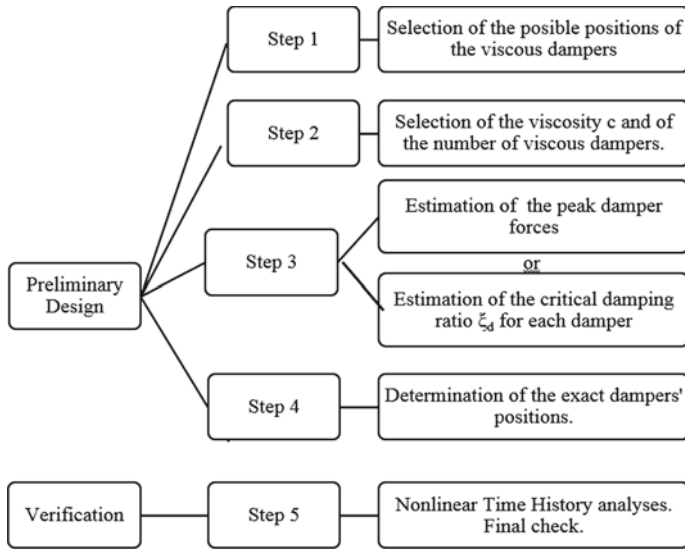 Step 1
Selection of the posible positions of
the viscous dampers
Step 2
Selection of the viscosity c and of
the number of viscous dampers.
Preliminary
Design
Step 3
Estimation of the peak damper
forces
or
Estimation of the critical damping
ratio ξd for each damper
Step 4
Determination of the exact dampers'
positions.
Verification
Step 5
Nonlinear Time History analyses.
Final check.